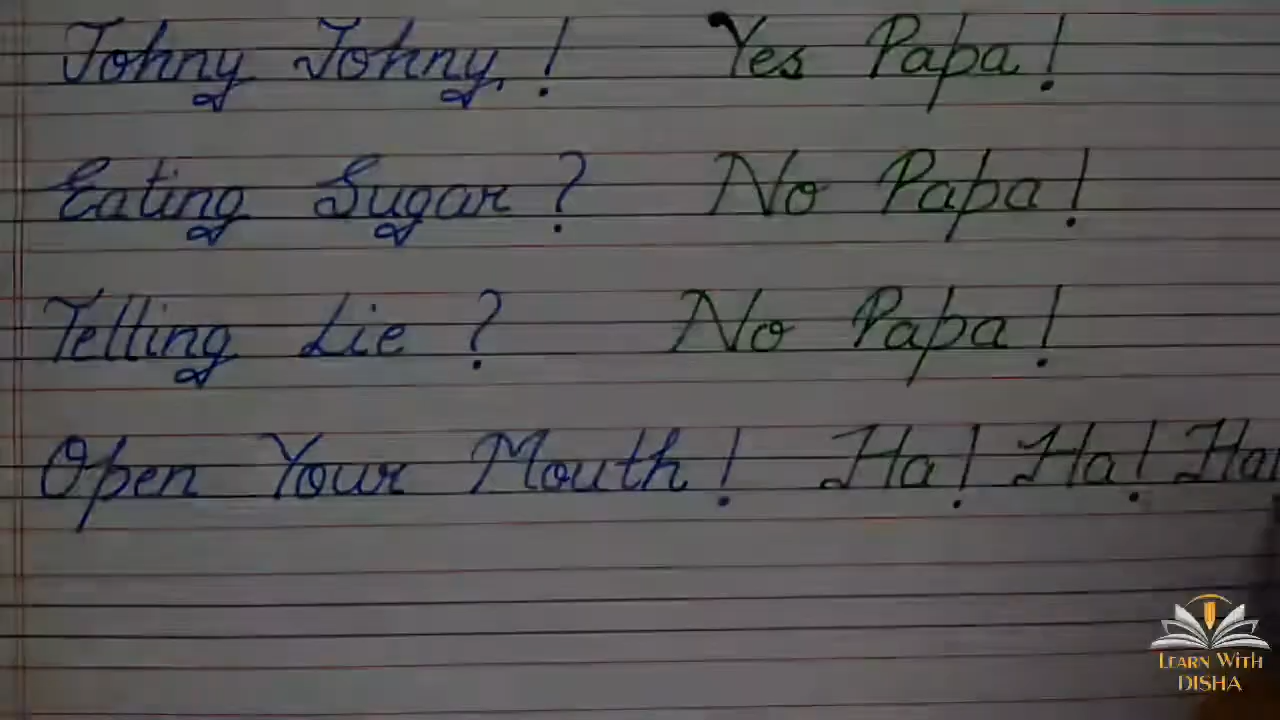 Johny Johny, ! Yes Papa!
Eating Sugar ? No Papa!
Telling Lie ? No Papa!
Open Your Mouth! Ha! Ha! Ha!
LEARN WITH
DISHA